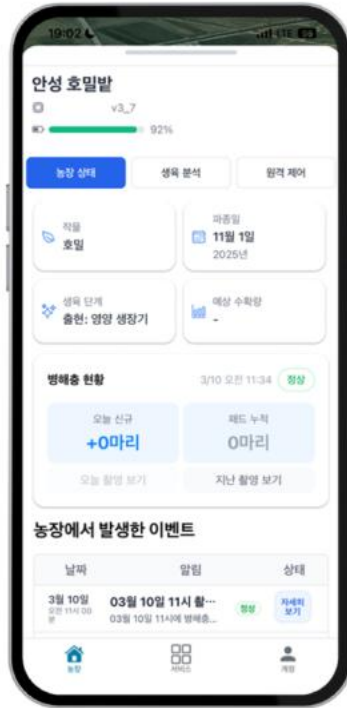 19:02
LTE
안성 호밀밭
v3_7
92%
농장 상태 생육 분석 원격 제어
작물
호밀
파종일
11월 1일
2025년
생육 단계
출현: 영양 생장기
예상 수확량
-
병해충 현황 3/10 오전 11:34 정상
오늘 신규
+0마리
패드 누적
0마리
오늘 촬영 보기 지난 촬영 보기
농장에서 발생한 이벤트
날짜 알림 상태
3월 10일
오전 11시 00
분
03월 10일 11시 촬…
03월 10일 11시에 병해충...
정상
자세히
보기
농장 서비스 계정